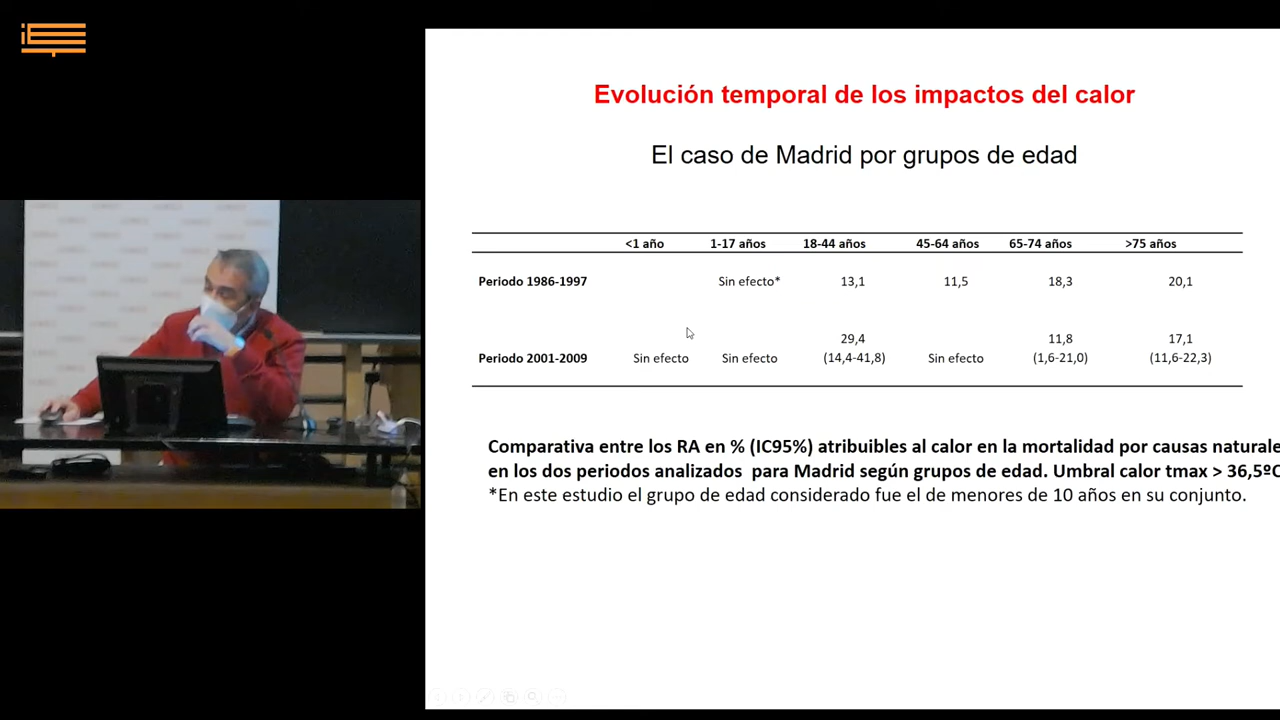 Evolución temporal de los impactos del calor
El caso de Madrid por grupos de edad
<1 año 1-17 años 18-44 años 45-64 años 65-74 años >75 años
Periodo 1986-1997 Sin efecto* 13,1 11,5 18,3 20,1
29,4 11,8 17,1
Periodo 2001-2009 Sin efecto Sin efecto (14,4-41,8) Sin efecto (1,6-21,0) (11,6-22,3)
Comparativa entre los RA en % (IC95%) atribuibles al calor en la mortalidad por causas naturale
en los dos periodos analizados para Madrid según grupos de edad. Umbral calor tmax > 36,5ºC
*En este estudio el grupo de edad considerado fue el de menores de 10 años en su conjunto.